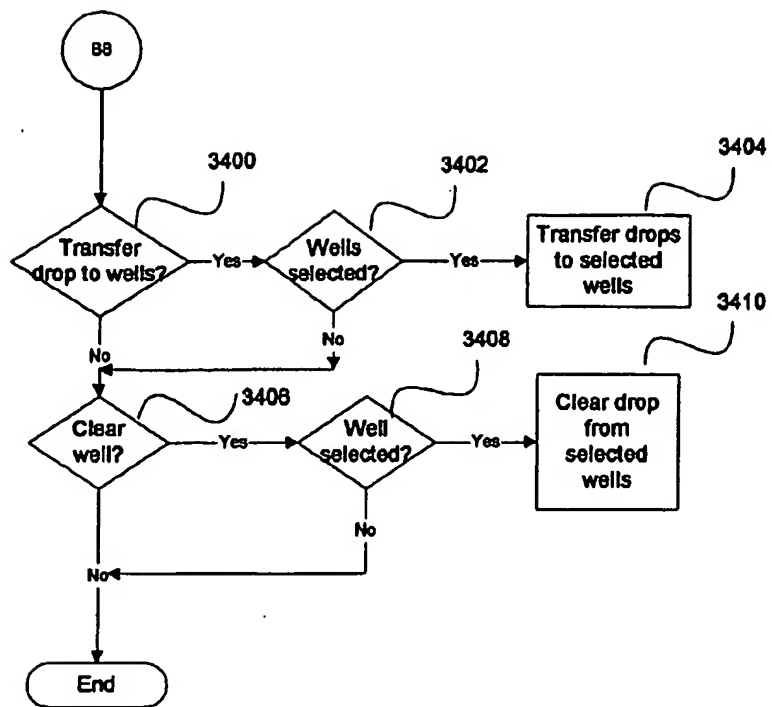 B8
3400
3402
3404
Transfer
drop to wells?
Yes
Wells
selected?
Yes
Transfer drops
to selected
wells
No
No
3406
3408
3410
Clear
well?
Yes
Well
selected?
Yes
Clear drop
from
selected
wells
No
No
End